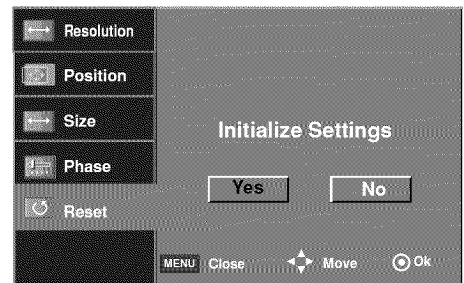 Resolution
Position
Size
Phase
Reset
Initialize Settings
Yes No
MENU Close Move Ok